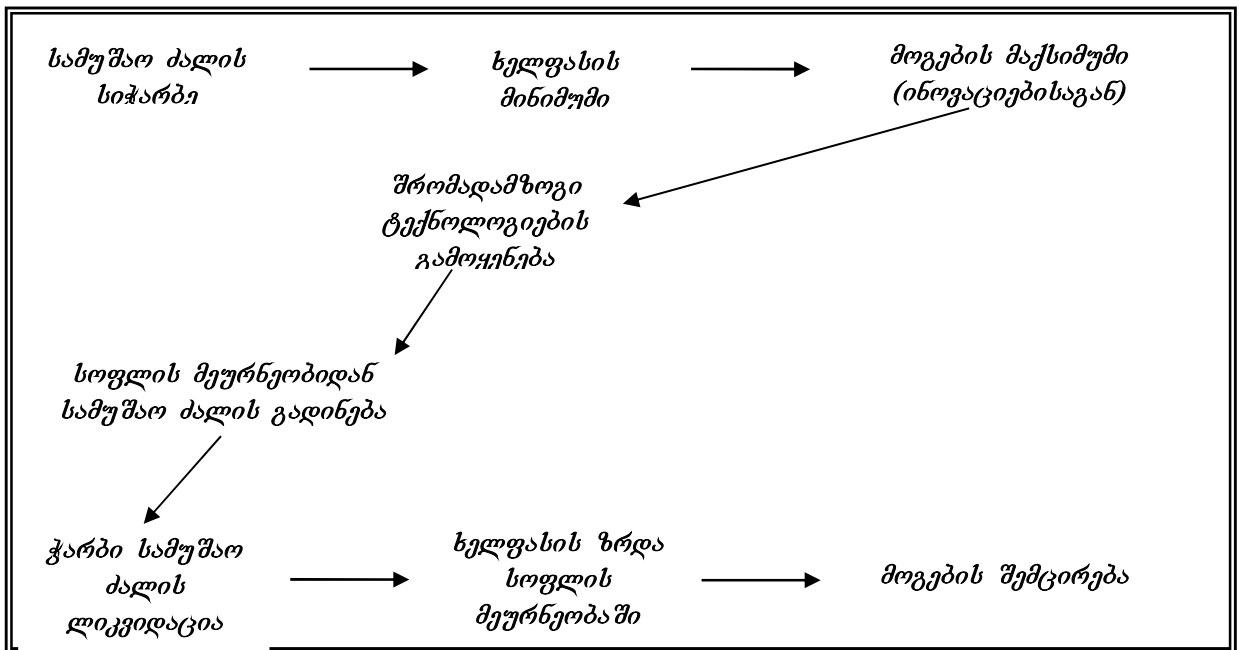 სამუშაო ძალის
სიჭარბე
ხელფასის
მინიმუმი
მოგების მაქსიმუმი
(ინოვაციებისაგან)
შრომადამზოგი
ტექნოლოგიების
გამოყენება
სოფლის მეურნეობიდან
სამუშაო ძალის გადინება
ჭარბი სამუშაო
ძალის
ლიკვიდაცია
ხელფასის ზრდა
სოფლის
მეურნეობაში
მოგების შემცირება